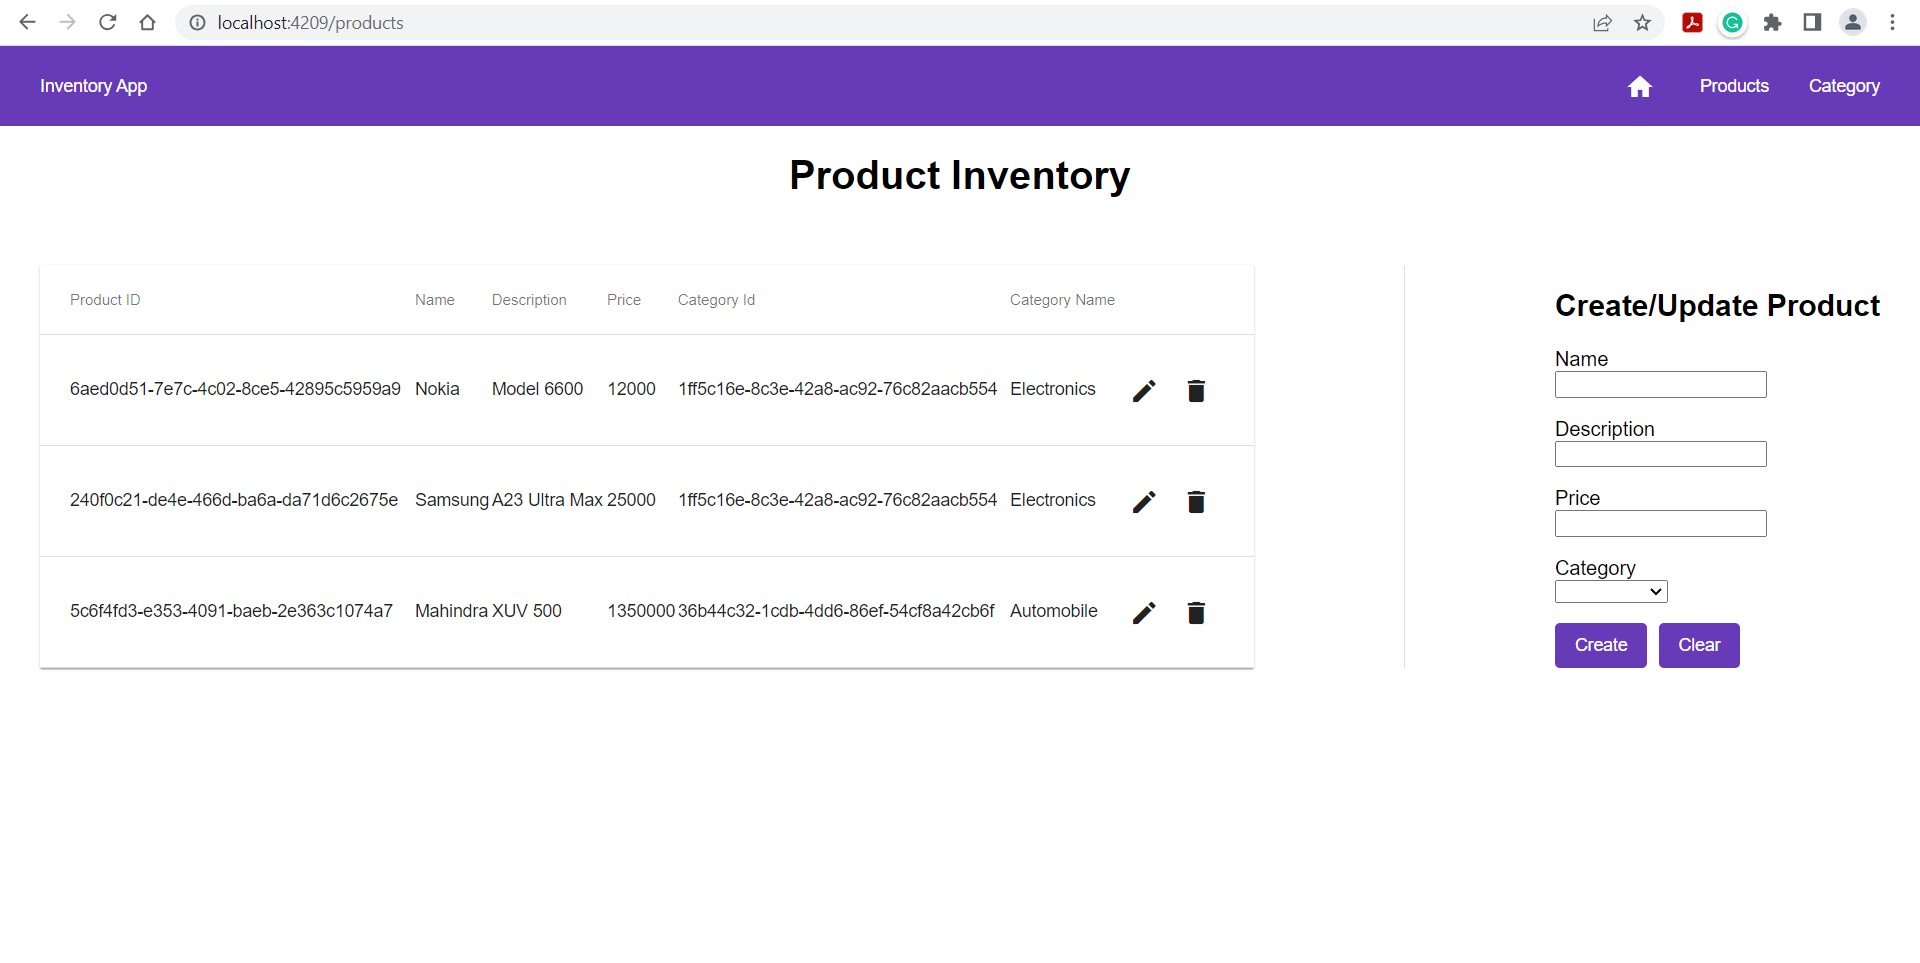 localhost:4209/products
Inventory App Products Category
Product Inventory
Product ID Name Description Price Category Id Category Name
6aed0d51-7e7c-4c02-8ce5-42895c5959a9 Nokia Model 6600 12000 1ff5c16e-8c3e-42a8-ac92-76c82aacb554 Electronics
240f0c21-de4e-466d-ba6a-da71d6c2675e Samsung A23 Ultra Max 25000 1ff5c16e-8c3e-42a8-ac92-76c82aacb554 Electronics
5c6f4fd3-e353-4091-baeb-2e363c1074a7 Mahindra XUV 500 1350000 36b44c32-1cdb-4dd6-86ef-54cf8a42cb6f Automobile
Create/Update Product
Name
Description
Price
Category
Create Clear